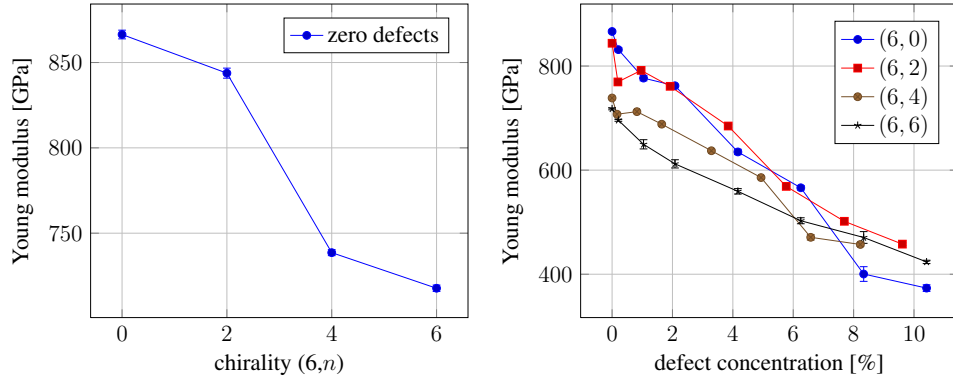 Young modulus [GPa]
850
800
750
0 2 4 6
chirality (6,n)
zero defects
Young modulus [GPa]
800
600
400
0 2 4 6 8 10
defect concentration [%]
(6, 0)
(6, 2)
(6, 4)
(6, 6)